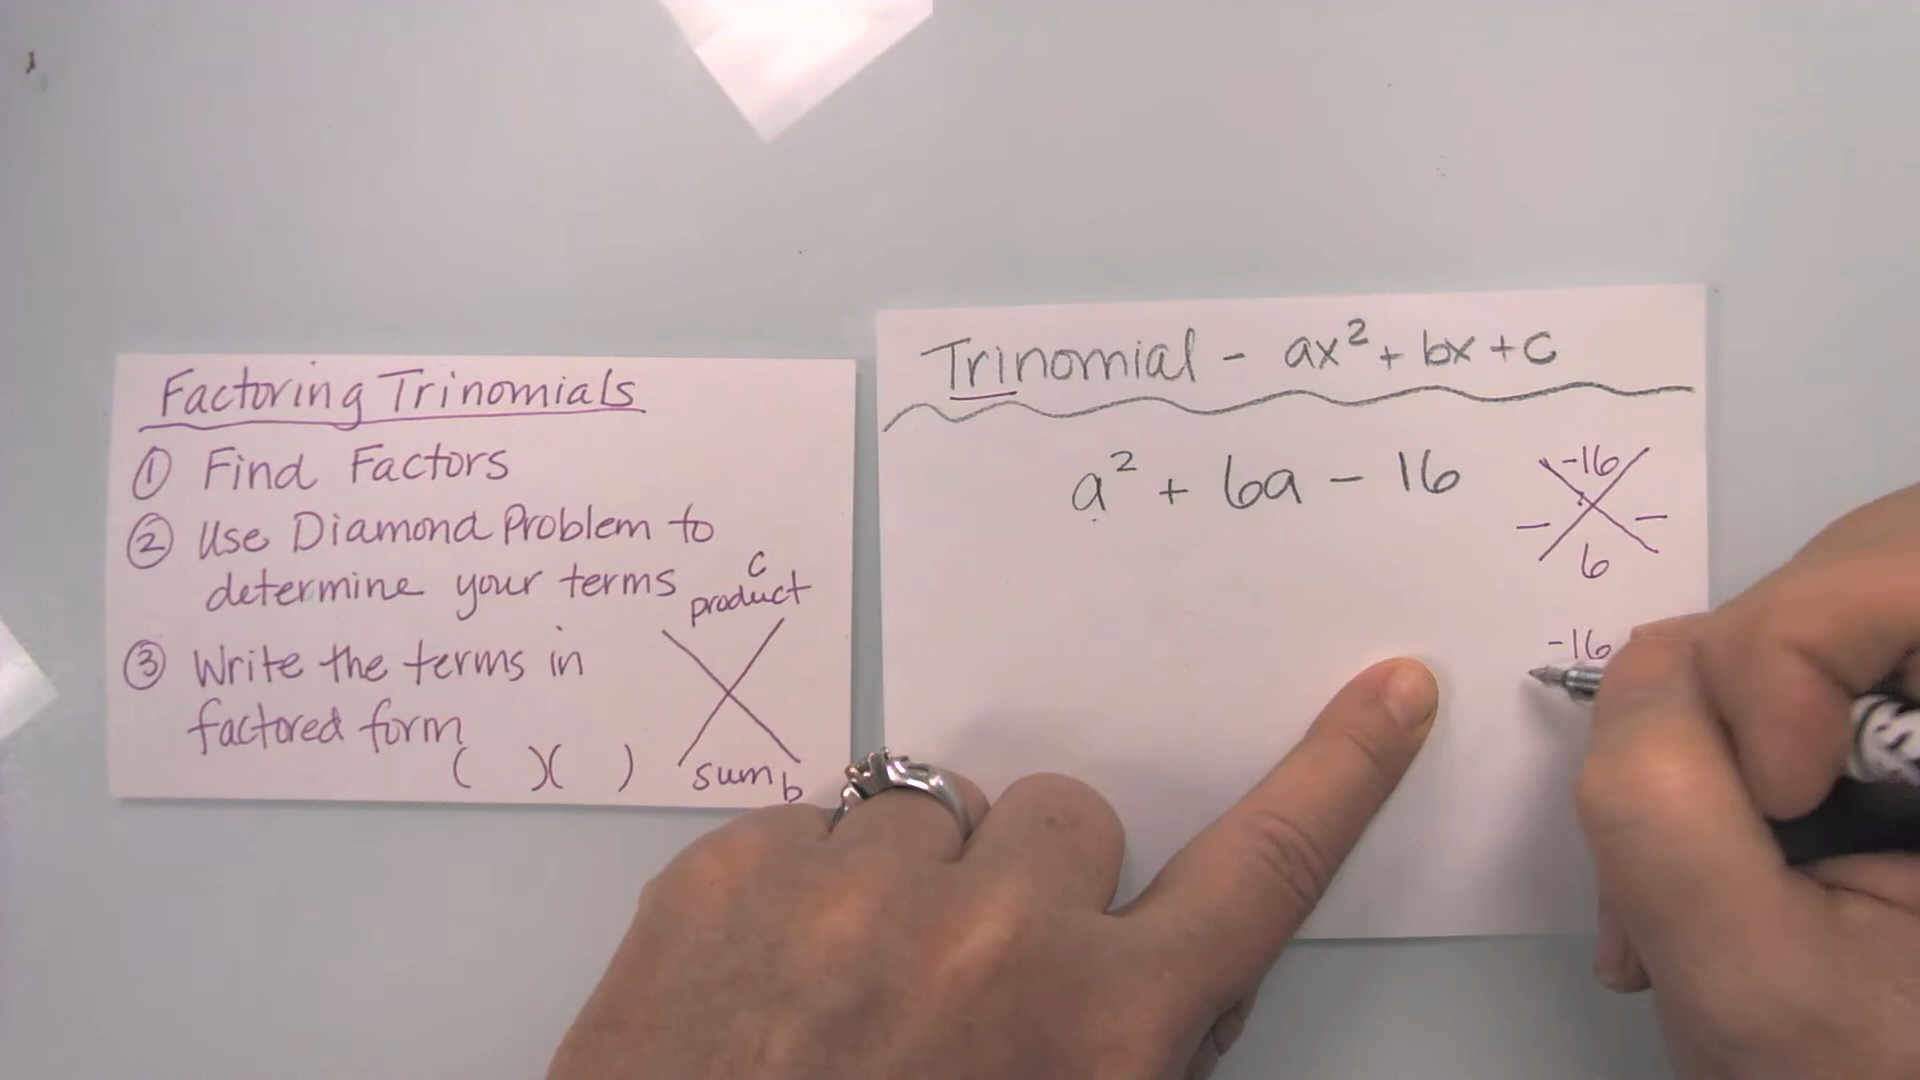 Factoring Trinomials
① Find Factors
② Use Diamond Problem to
determine your terms
c
product
③ Write the terms in
factored form
( )( )
sum b
Trinomial - ax² + bx + c
a² + 6a - 16
-16
6
-16